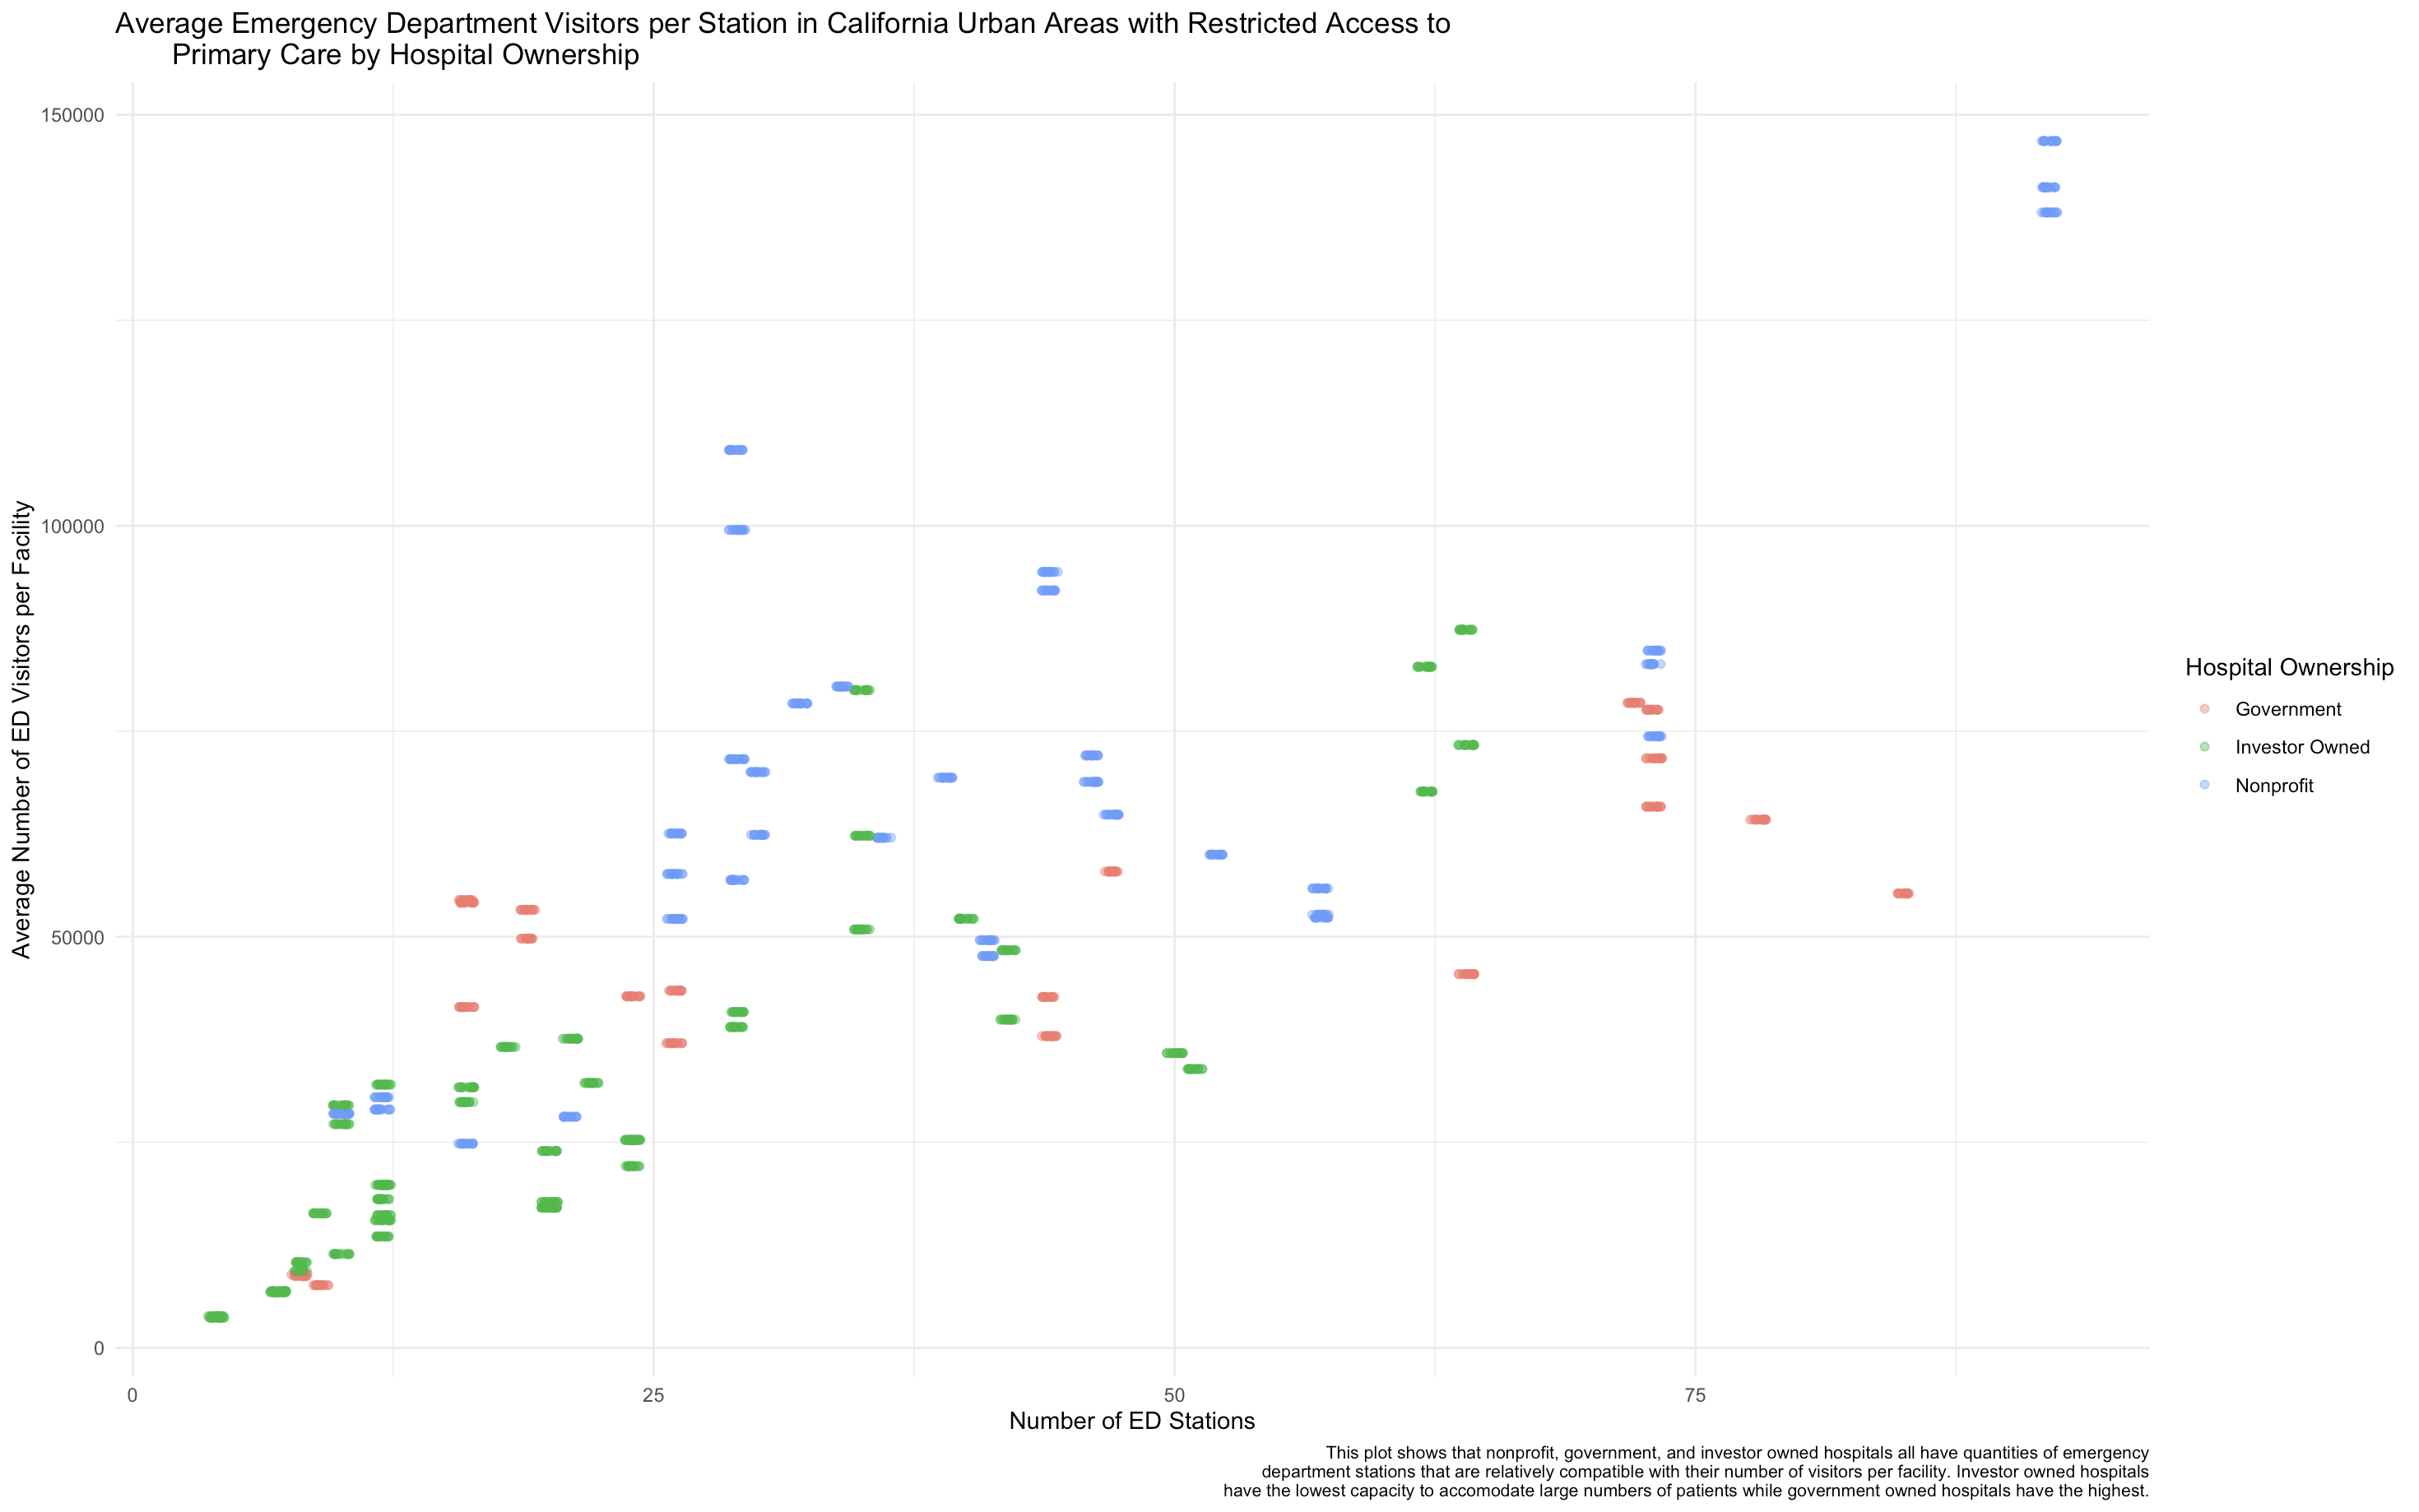 Average Emergency Department Visitors per Station in California Urban Areas with Restricted Access to
Primary Care by Hospital Ownership
150000
100000
50000
0
Average Number of ED Visitors per Facility
0
25
50
75
Number of ED Stations
Hospital Ownership
Government
Investor Owned
Nonprofit
This plot shows that nonprofit, government, and investor owned hospitals all have quantities of emergency
department stations that are relatively compatible with their number of visitors per facility. Investor owned hospitals
have the lowest capacity to accomodate large numbers of patients while government owned hospitals have the highest.